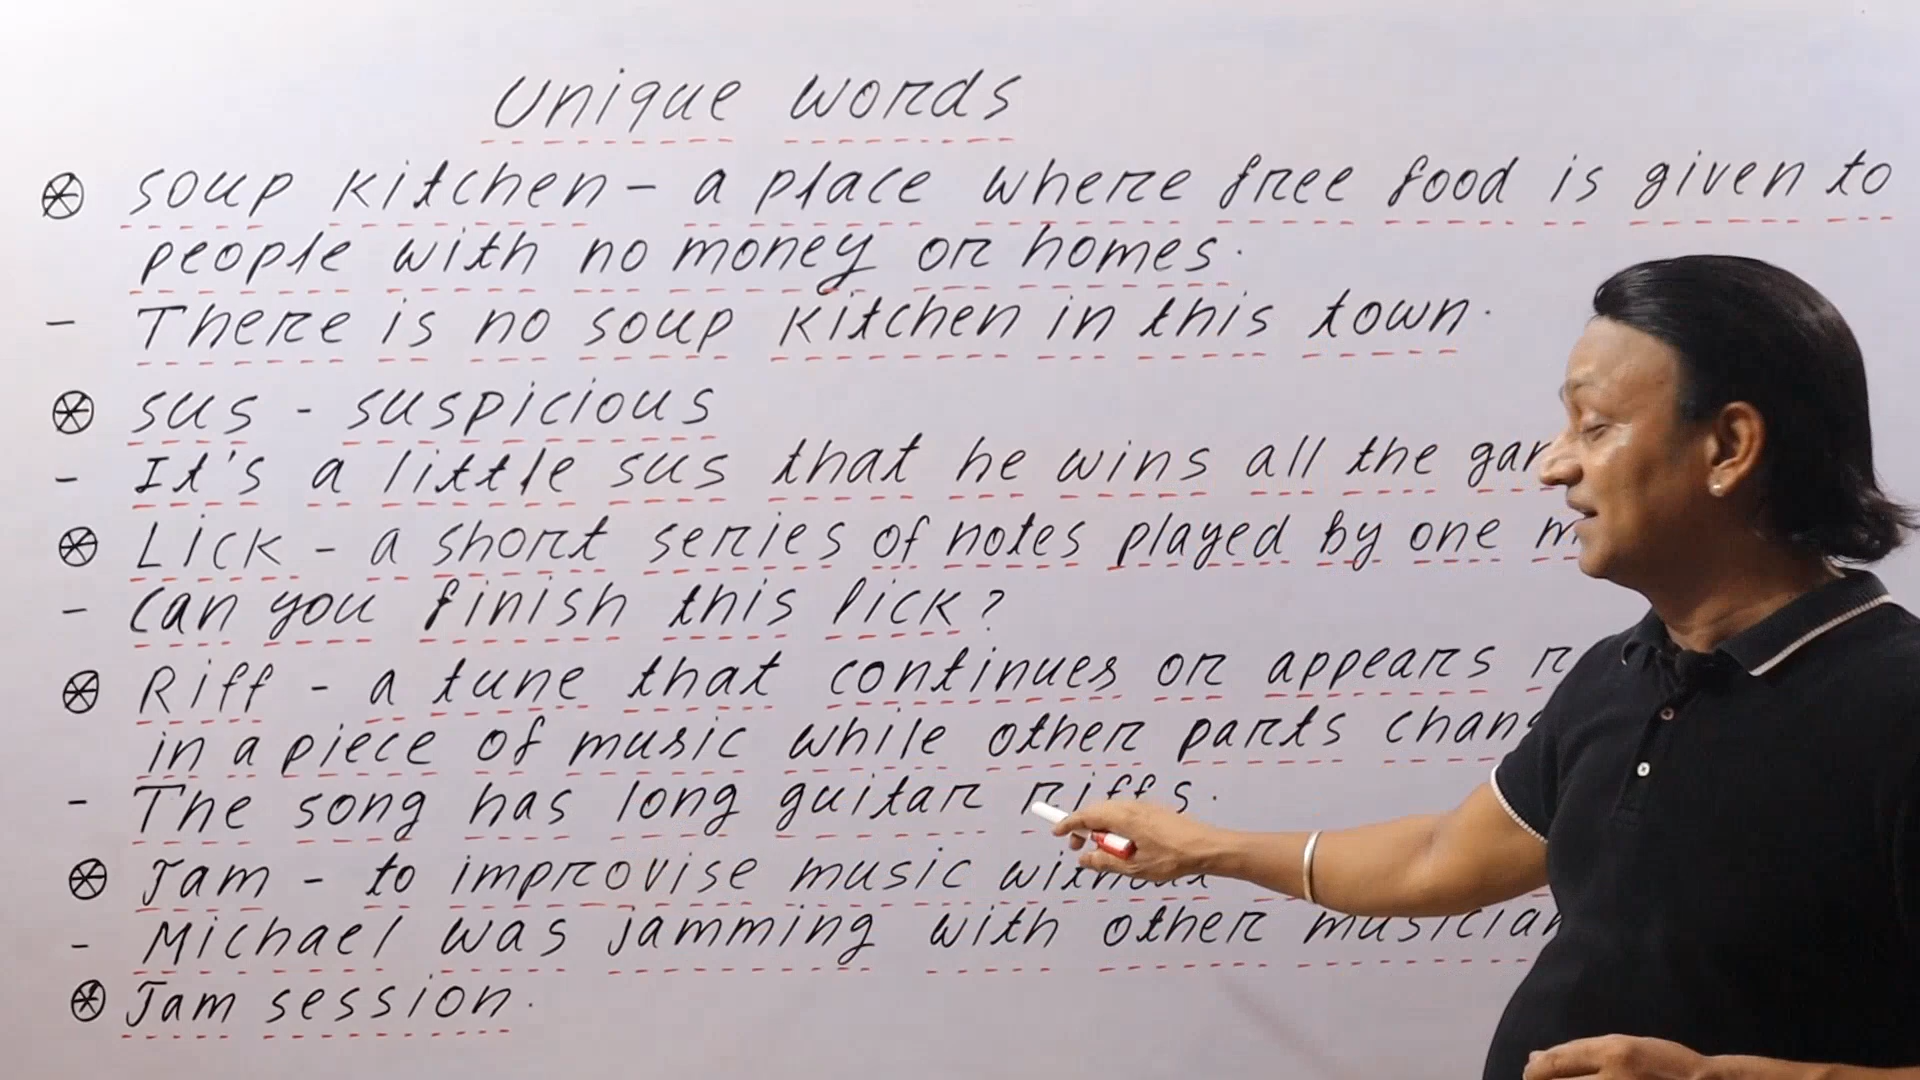 Unique words
soup kitchen - a place where free food is given to
people with no money or homes.
- There is no soup kitchen in this town.
sus - suspicious
- It's a little sus that he wins all the
Lick - a short series of notes played by one
- Can you finish this lick?
Riff - a tune that continues or appears
in a piece of music while other parts
- The song has long guitar riffs.
Jam - to improvise music without
- Michael was jamming with other
Jam session.